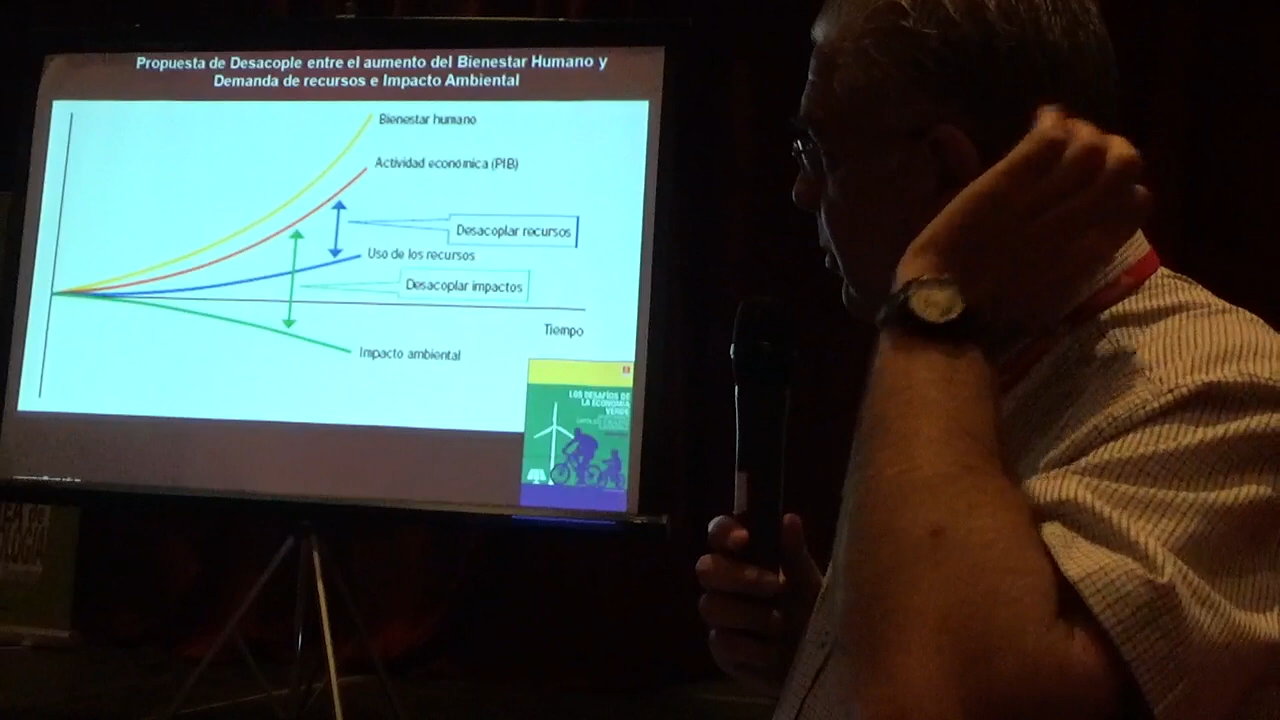 Propuesta de Desacople entre el aumento del Bienestar Humano y
Demanda de recursos e Impacto Ambiental
Bienestar humano
Actividad económica (PIB)
Desacoplar recursos
Uso de los recursos
Desacoplar impactos
Tiempo
Impacto ambiental
LOS DESAFÍOS DE
LA ECONOMÍA
VERDE